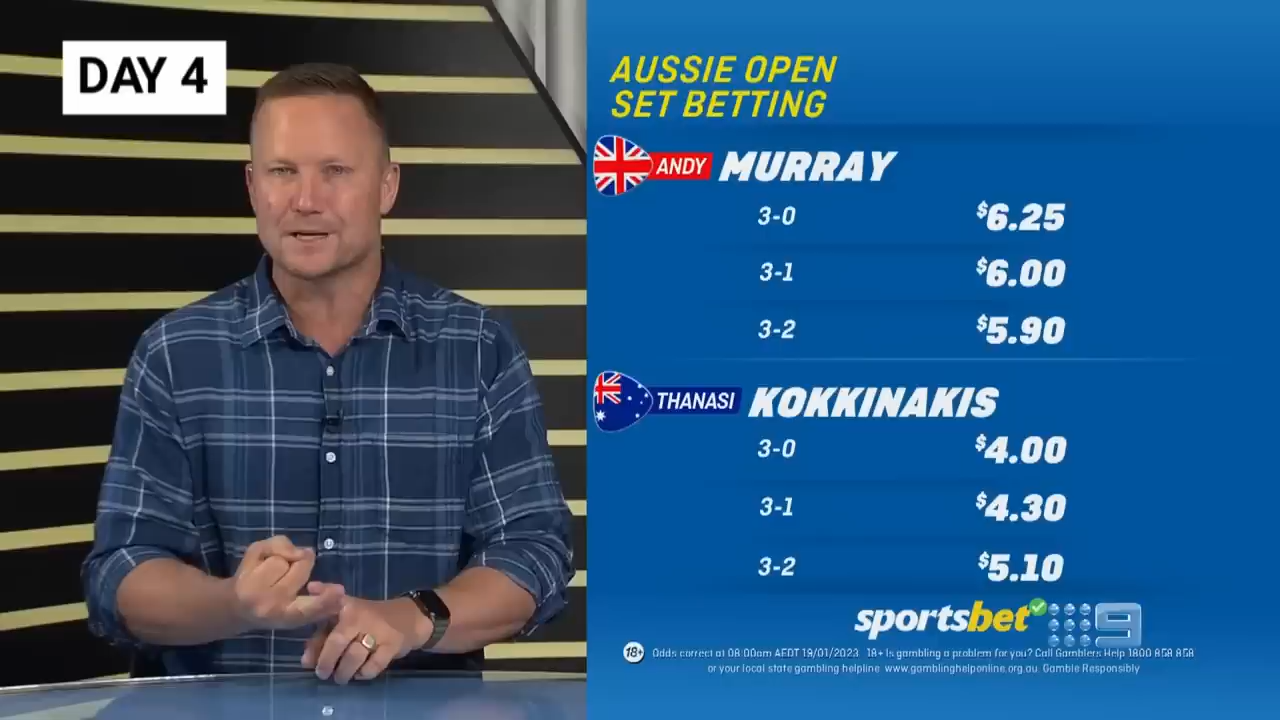 DAY 4
AUSSIE OPEN
SET BETTING
ANDY MURRAY
3-0 $6.25
3-1 $6.00
3-2 $5.90
THANASI KOKKINAKIS
3-0 $4.00
3-1 $4.30
3-2 $5.10
sportsbet 9
18+ Odds correct at 08:00am AEDT 19/01/2023. 18+ Is gambling a problem for you? Call Gamblers Help 1800 858 858
or your local state gambling helpline www.gamblinghelponline.org.au. Gamble Responsibly